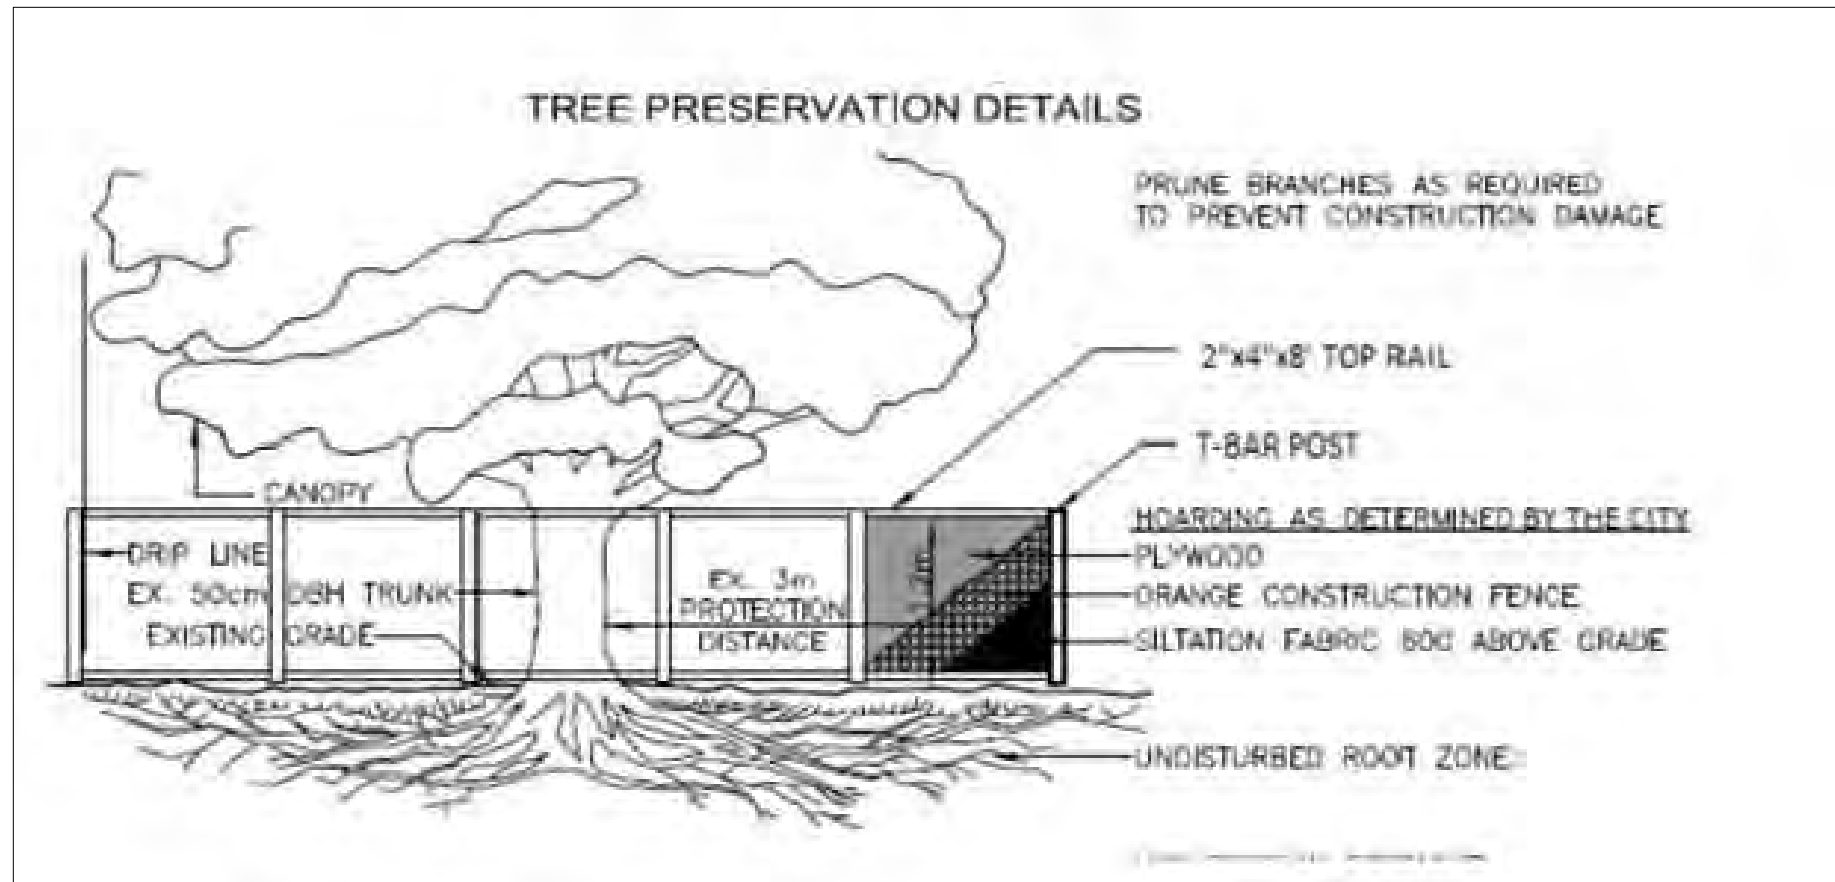 TREE PRESERVATION DETAILS
PRUNE BRANCHES AS REQUIRED
TO PREVENT CONSTRUCTION DAMAGE
2"x4"x8' TOP RAIL
T-BAR POST
CANOPY
HOARDING AS DETERMINED BY THE CITY
DRIP LINE
PLYWOOD
EX. 50cm DBH TRUNK
EX. 3m
PROTECTION
DISTANCE
ORANGE CONSTRUCTION FENCE
EXISTING GRADE
SILTATION FABRIC ABOVE GRADE
UNDISTURBED ROOT ZONE